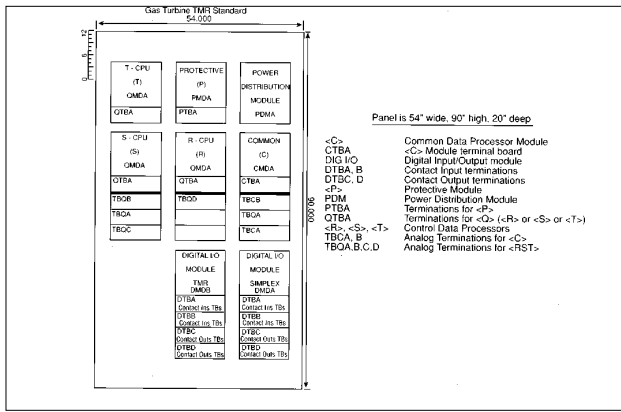 Gas Turbine TMR Standard
54.000
12
6
0
T - CPU
(T)
QMDA
QTBA
PROTECTIVE
(P)
PMDA
PTBA
POWER
DISTRIBUTION
MODULE
PDMA
S - CPU
(S)
QMDA
QTBA
TBQB
TBQA
TBQC
R - CPU
(R)
QMDA
QTBA
TBQD
COMMON
(C)
CMDA
CTBA
TBCB
TBQA
TBCA
DIGITAL I/O
MODULE
TMR
DMDB
DTBA
Contact Ins TBs
DTBB
Contact Ins TBs
DTBC
Contact Outs TBs
DTBD
Contact Outs TBs
DIGITAL I/O
MODULE
SIMPLEX
DMDA
DTBA
Contact Ins TBs
DTBB
Contact Ins TBs
DTBC
Contact Outs TBs
DTBD
Contact Outs TBs
90.000
Panel is 54" wide, 90" high, 20" deep
<C> Common Data Processor Module
CTBA <C> Module terminal board
DIG I/O Digital Input/Output module
DTBA, B Contact Input terminations
DTBC, D Contact Output terminations
<P> Protective Module
PDM Power Distribution Module
PTBA Terminations for <P>
QTBA Terminations for <Q> (<R> or <S> or <T>)
<R>, <S>, <T> Control Data Processors
TBCA, B Analog Terminations for <C>
TBQA,B,C,D Analog Terminations for <RST>